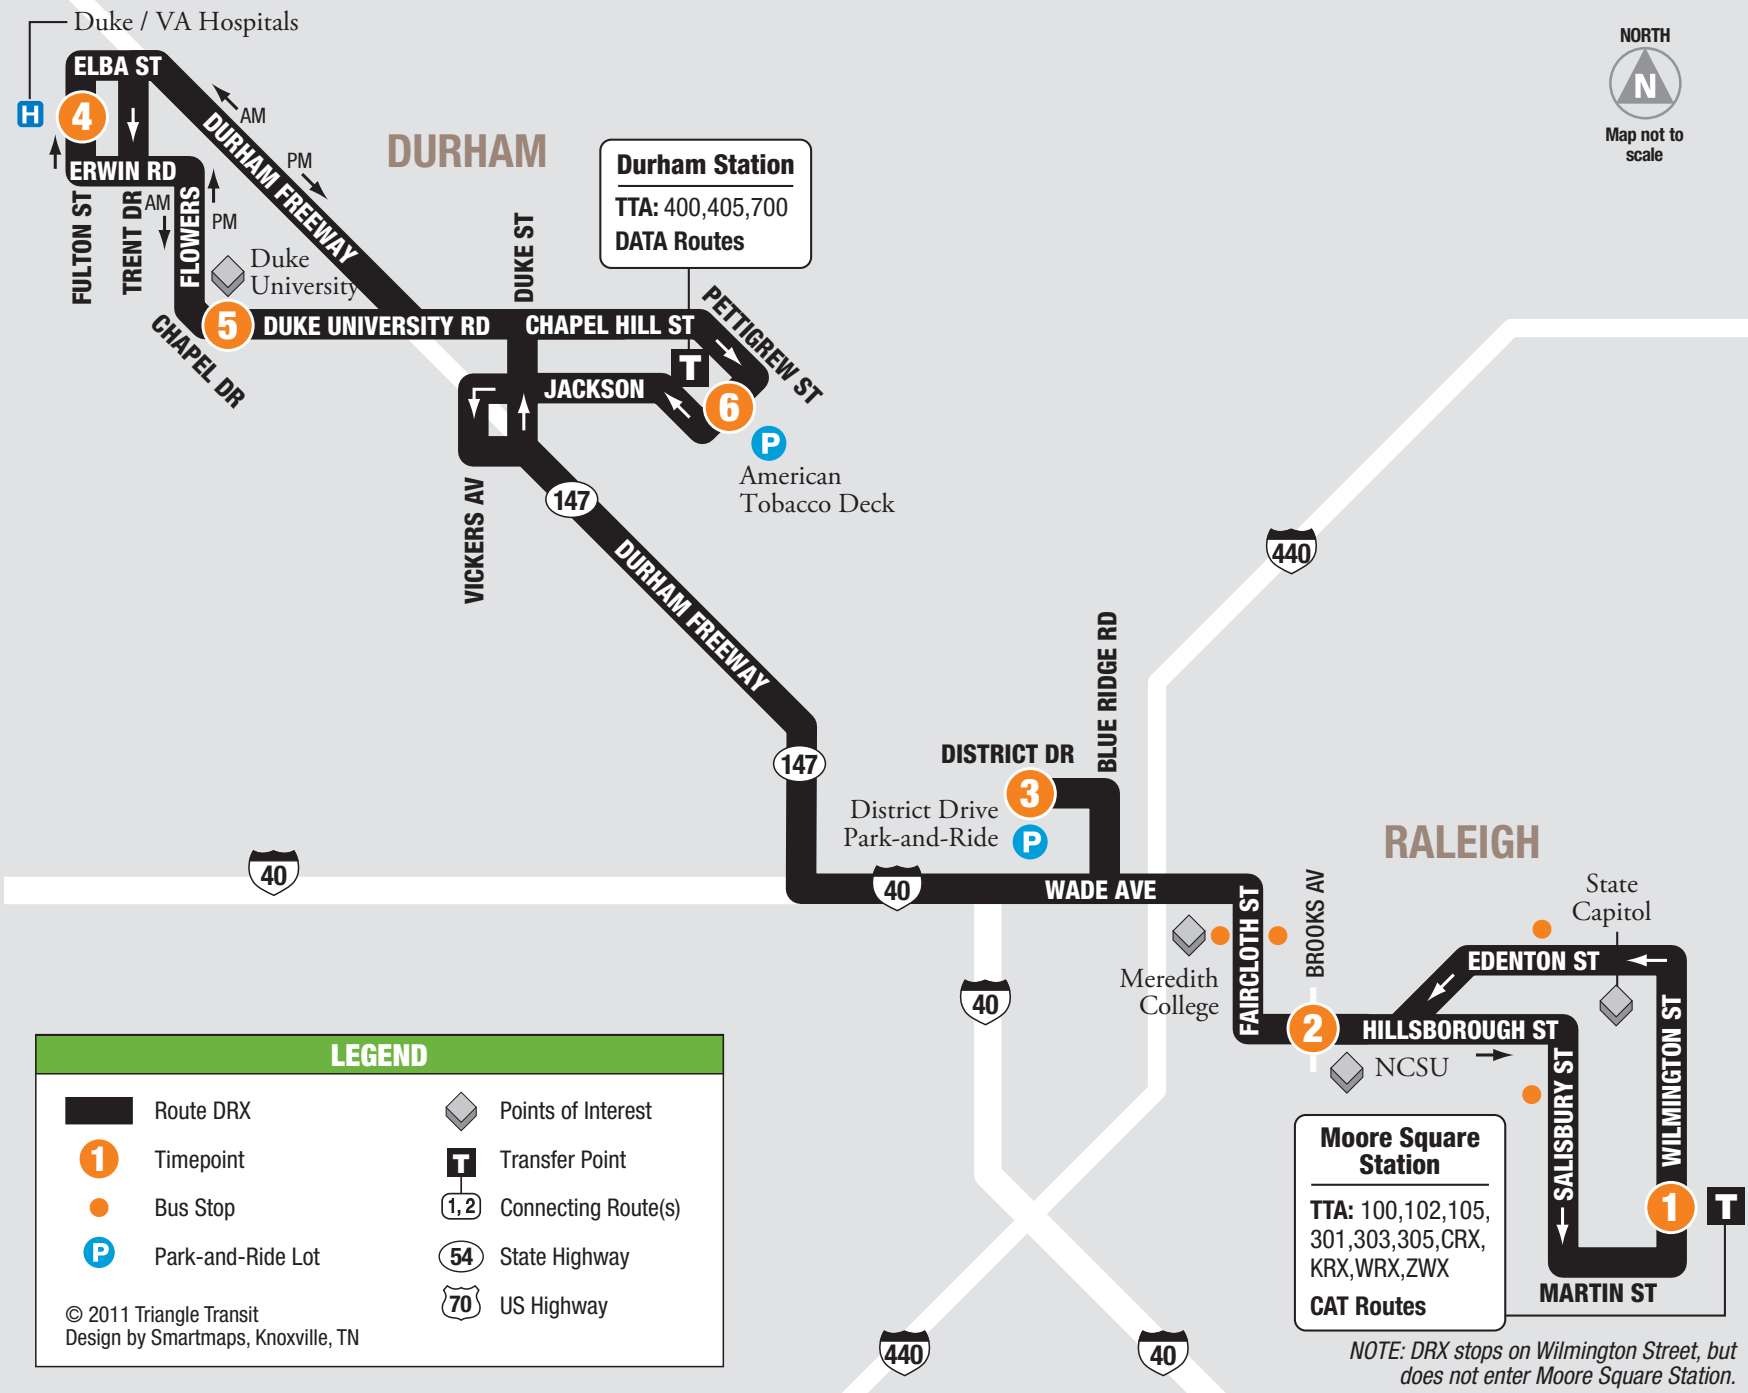 Duke / VA Hospitals
NORTH
N
Map not to
scale
ELBA ST
H
4
AM
DURHAM FREEWAY
PM
DURHAM
ERWIN RD
AM
PM
FULTON ST
TRENT DR
FLOWERS
Duke
University
CHAPEL DR
5
DUKE UNIVERSITY RD
DUKE ST
CHAPEL HILL ST
Durham Station
TTA: 400,405,700
DATA Routes
PETTIGREW ST
T
JACKSON
6
P
American
Tobacco Deck
VICKERS AV
147
DURHAM FREEWAY
440
147
BLUE RIDGE RD
DISTRICT DR
3
District Drive
Park-and-Ride
P
RALEIGH
40
40
WADE AVE
FAIRCLOTH ST
BROOKS AV
State
Capitol
EDENTON ST
Meredith
College
40
2
HILLSBOROUGH ST
NCSU
SALISBURY ST
WILMINGTON ST
1
T
MARTIN ST
Moore Square
Station
TTA: 100,102,105,
301,303,305,CRX,
KRX,WRX,ZWX
CAT Routes
NOTE: DRX stops on Wilmington Street, but
does not enter Moore Square Station.
440
40
LEGEND
Route DRX
1 Timepoint
Bus Stop
P Park-and-Ride Lot
Points of Interest
T Transfer Point
1, 2 Connecting Route(s)
54 State Highway
70 US Highway
© 2011 Triangle Transit
Design by Smartmaps, Knoxville, TN